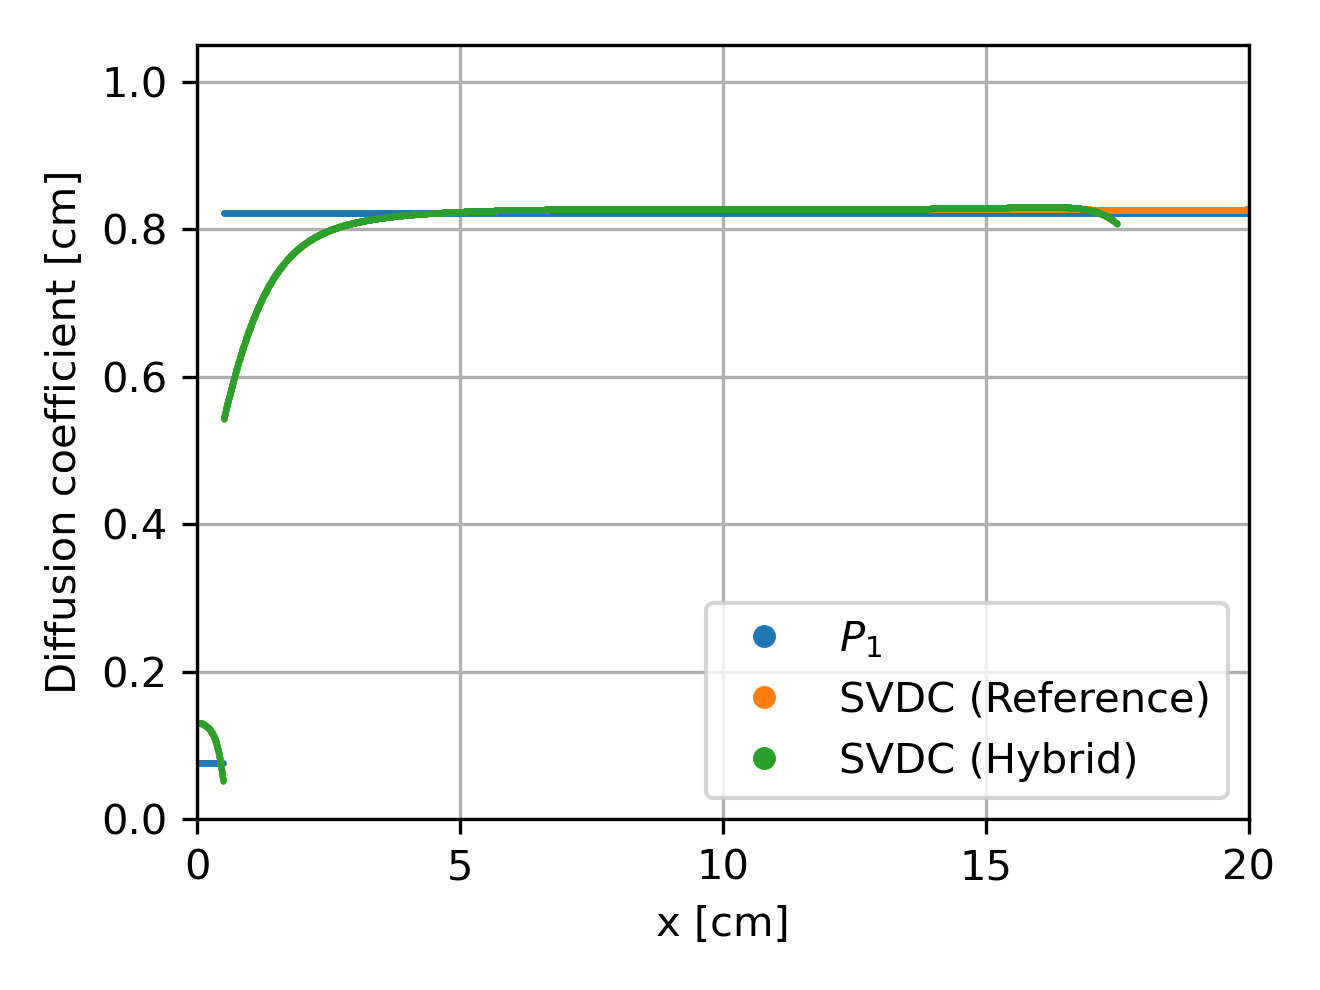 1.0
0.8
0.6
0.4
0.2
0.0
Diffusion coefficient [cm]
0 5 10 15 20
x [cm]
P₁
SVDC (Reference)
SVDC (Hybrid)